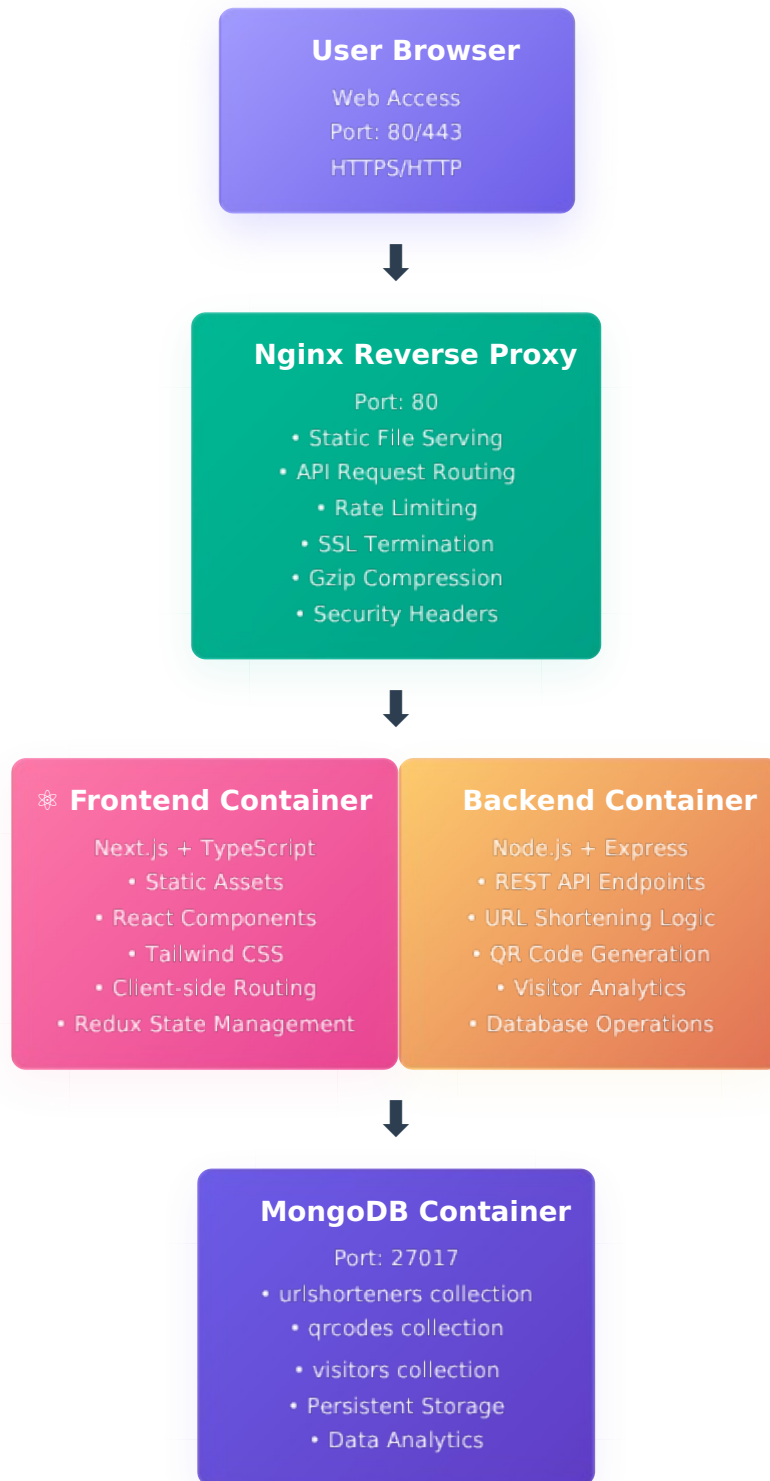 User Browser
Web Access
Port: 80/443
HTTPS/HTTP
Nginx Reverse Proxy
Port: 80
• Static File Serving
• API Request Routing
• Rate Limiting
• SSL Termination
• Gzip Compression
• Security Headers
⚛ Frontend Container
Next.js + TypeScript
• Static Assets
• React Components
• Tailwind CSS
• Client-side Routing
• Redux State Management
Backend Container
Node.js + Express
• REST API Endpoints
• URL Shortening Logic
• QR Code Generation
• Visitor Analytics
• Database Operations
MongoDB Container
Port: 27017
• urlshorteners collection
• qrcodes collection
• visitors collection
• Persistent Storage
• Data Analytics